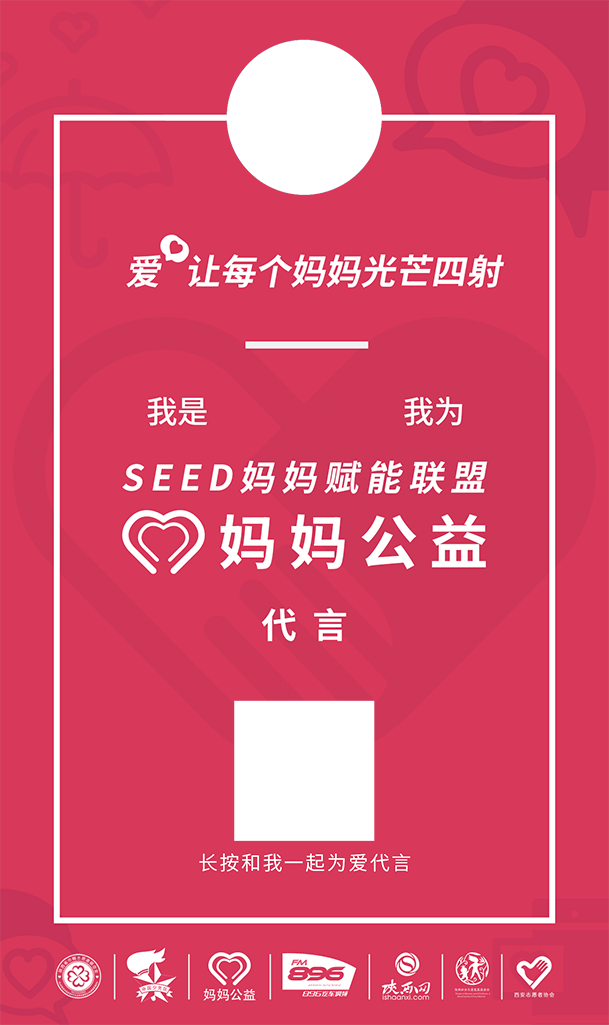 爱 让每个妈妈光芒四射
我是 我为
SEED妈妈赋能联盟
妈妈公益
代言
长按和我一起为爱代言
妈妈公益
FM
896
陕西网
ishaanxi.com
西安志愿者协会